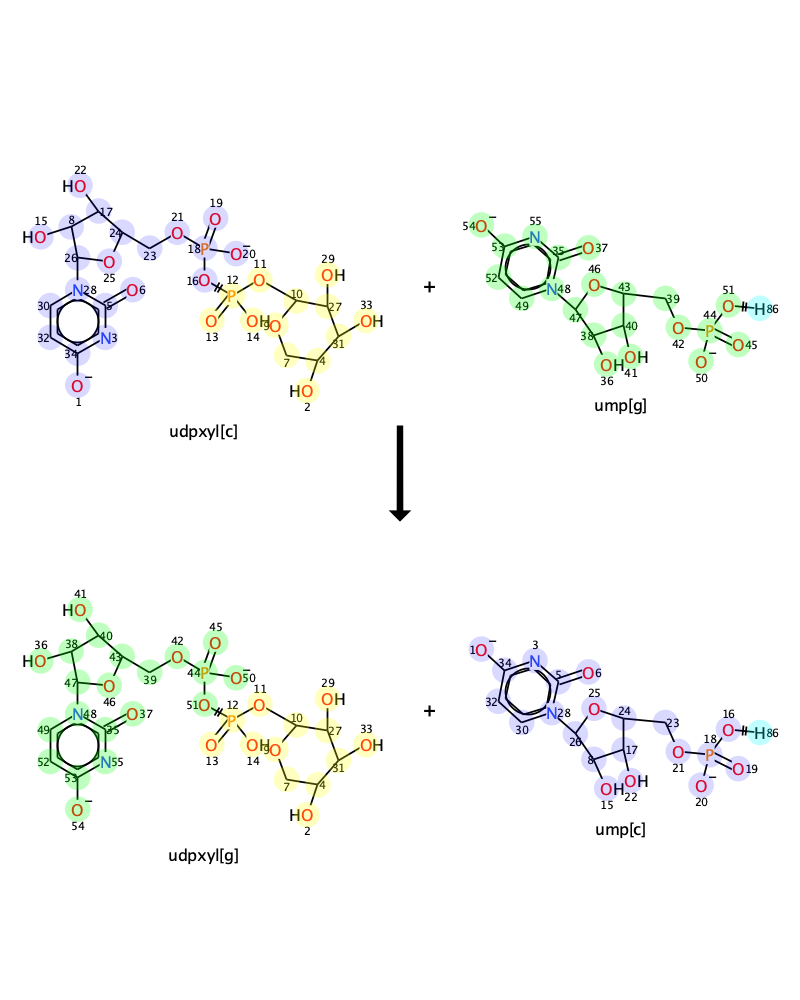 22
HO
17
15
HO
8
24
26
O
25
23
21
O
19
O
18
P
O
−
20
16
O
N
28
30
5
O
6
32
N
3
34
O
−
1
12
P
11
O
13
O
14
OH
10
29
OH
27
33
OH
31
9
O
7
4
HO
2
udpxyl[c]
+
54
O
−
53
55
N
35
O
37
52
49
N
48
46
O
43
47
38
40
36
OH
41
OH
39
42
O
44
P
51
O
H
86
O
45
O
−
50
ump[g]
41
HO
40
36
HO
38
43
47
O
46
39
42
O
45
O
44
P
O
−
50
51
O
N
48
49
35
O
37
52
N
55
53
O
−
54
12
P
11
O
13
O
14
OH
10
29
OH
27
33
OH
31
9
O
7
4
HO
2
udpxyl[g]
+
1
O
−
34
3
N
5
O
6
32
30
N
28
25
O
24
26
8
17
15
OH
22
OH
23
21
O
18
P
16
O
H
86
O
19
O
−
20
ump[c]